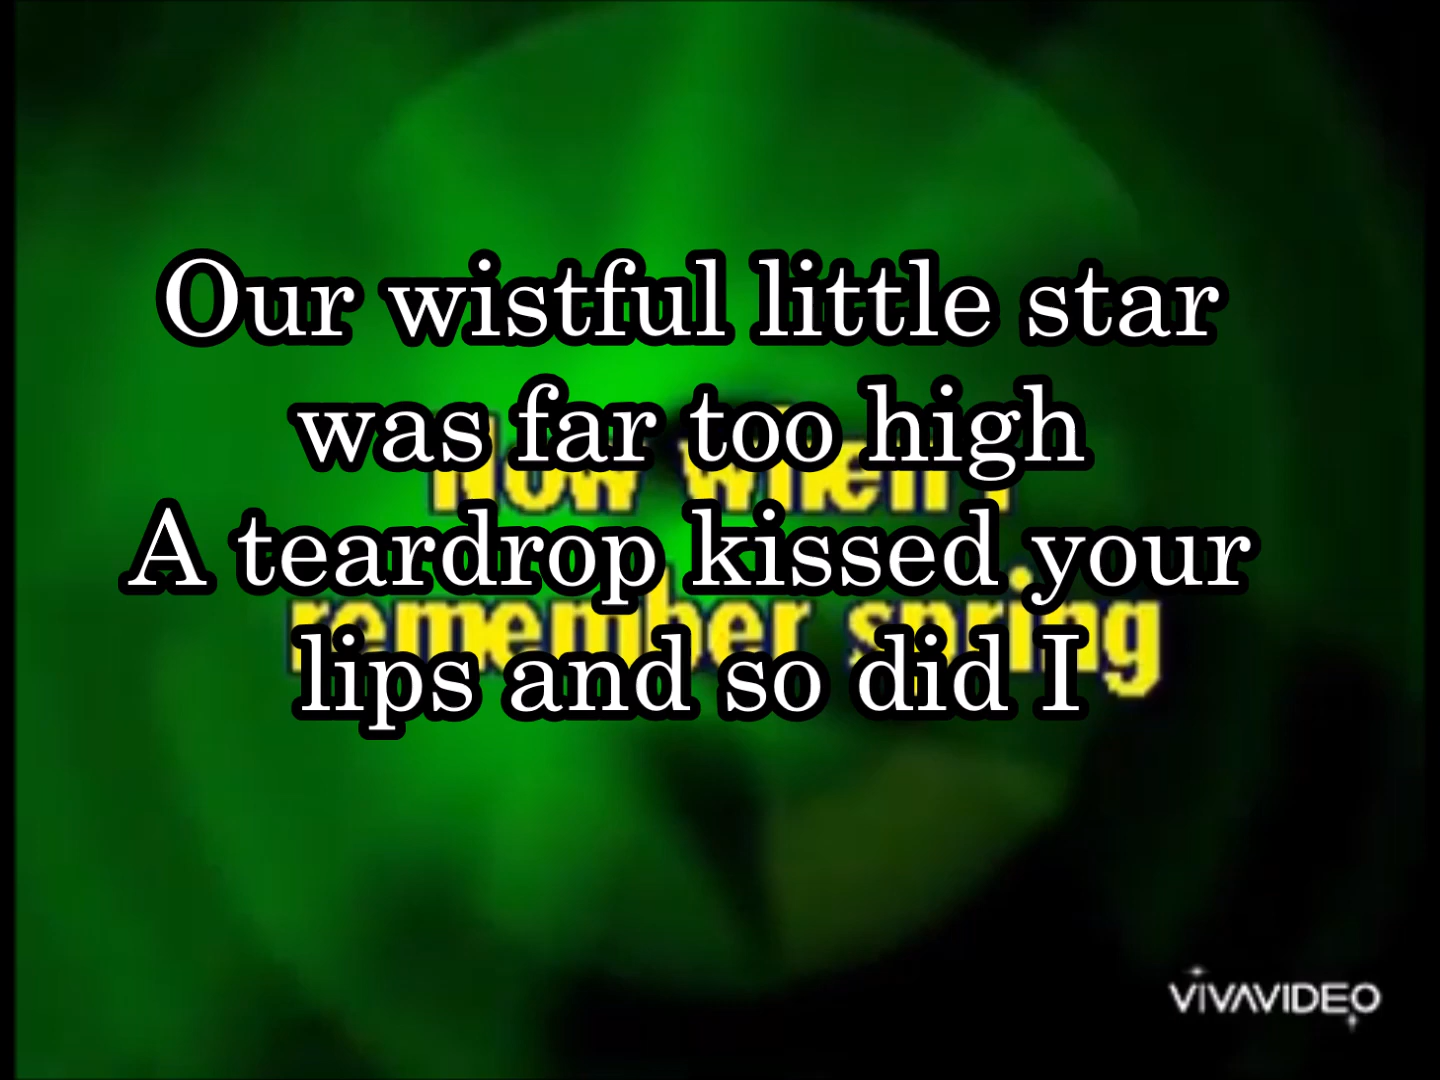 Our wistful little star
was far too high
Now when I
A teardrop kissed your
remember spring
lips and so did I
VIVAVIDEO